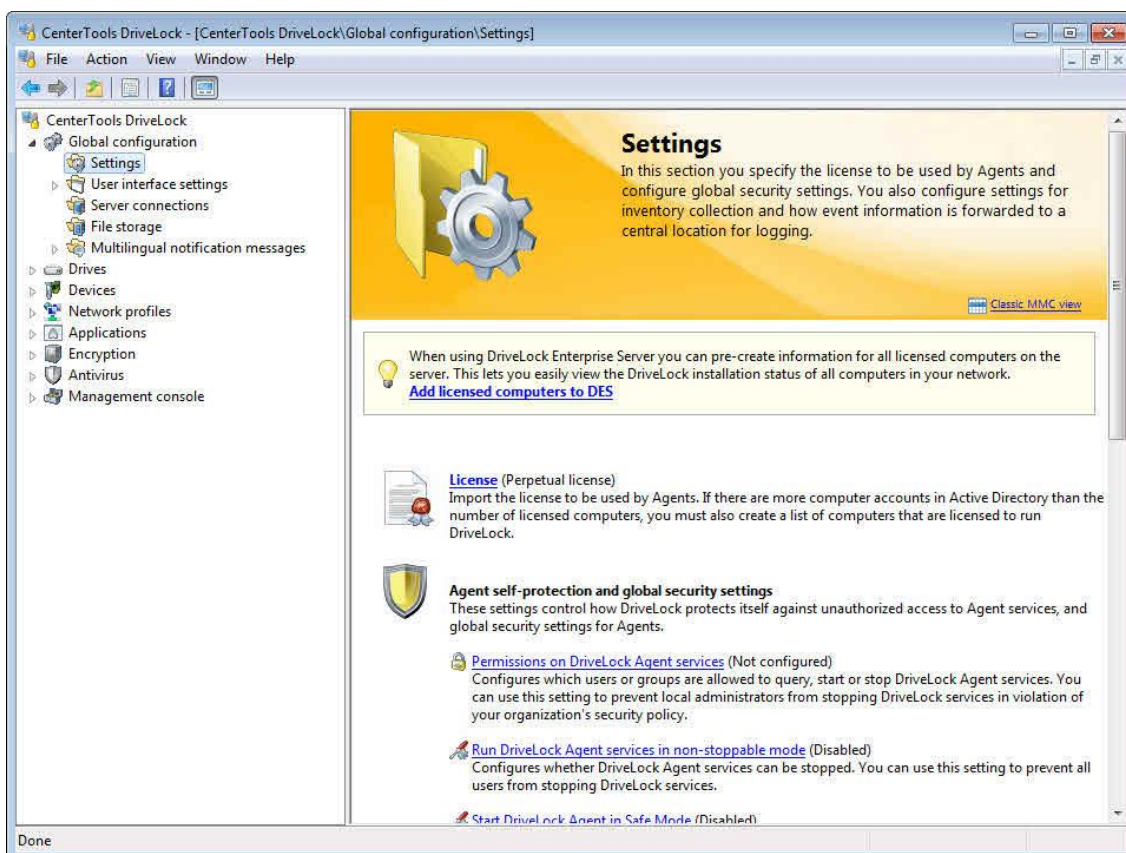 CenterTools DriveLock - [CenterTools DriveLock\Global configuration\Settings]
File Action View Window Help
CenterTools DriveLock
Global configuration
Settings
User interface settings
Server connections
File storage
Multilingual notification messages
Drives
Devices
Network profiles
Applications
Encryption
Antivirus
Management console
Settings
In this section you specify the license to be used by Agents and
configure global security settings. You also configure settings for
inventory collection and how event information is forwarded to a
central location for logging.
Classic MMC view
When using DriveLock Enterprise Server you can pre-create information for all licensed computers on the
server. This lets you easily view the DriveLock installation status of all computers in your network.
Add licensed computers to DES
License (Perpetual license)
Import the license to be used by Agents. If there are more computer accounts in Active Directory than the
number of licensed computers, you must also create a list of computers that are licensed to run
DriveLock.
Agent self-protection and global security settings
These settings control how DriveLock protects itself against unauthorized access to Agent services, and
global security settings for Agents.
Permissions on DriveLock Agent services (Not configured)
Configures which users or groups are allowed to query, start or stop DriveLock Agent services. You
can use this setting to prevent local administrators from stopping DriveLock services in violation of
your organization's security policy.
Run DriveLock Agent services in non-stoppable mode (Disabled)
Configures whether DriveLock Agent services can be stopped. You can use this setting to prevent all
users from stopping DriveLock services.
Start DriveLock Agent in Safe Mode (Disabled)
Done